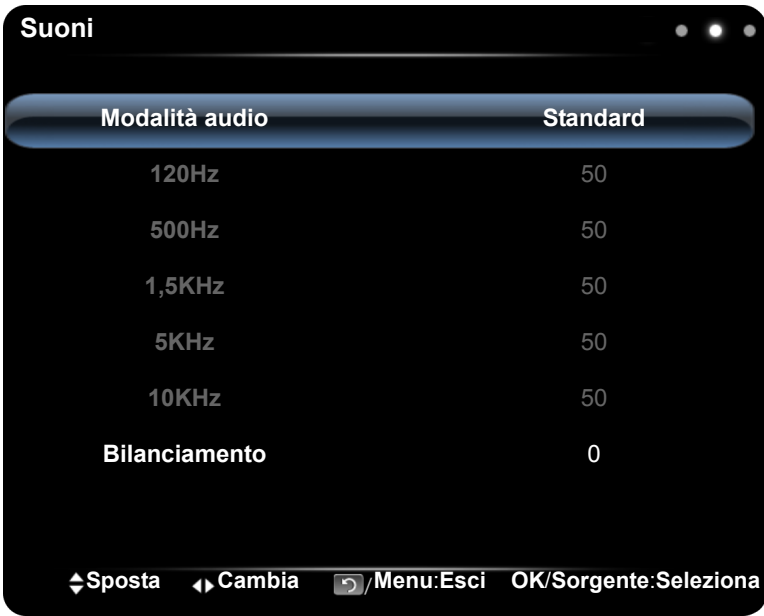 Suoni
Modalità audio Standard
120Hz 50
500Hz 50
1,5KHz 50
5KHz 50
10KHz 50
Bilanciamento 0
Sposta Cambia /Menu:Esci OK/Sorgente:Seleziona